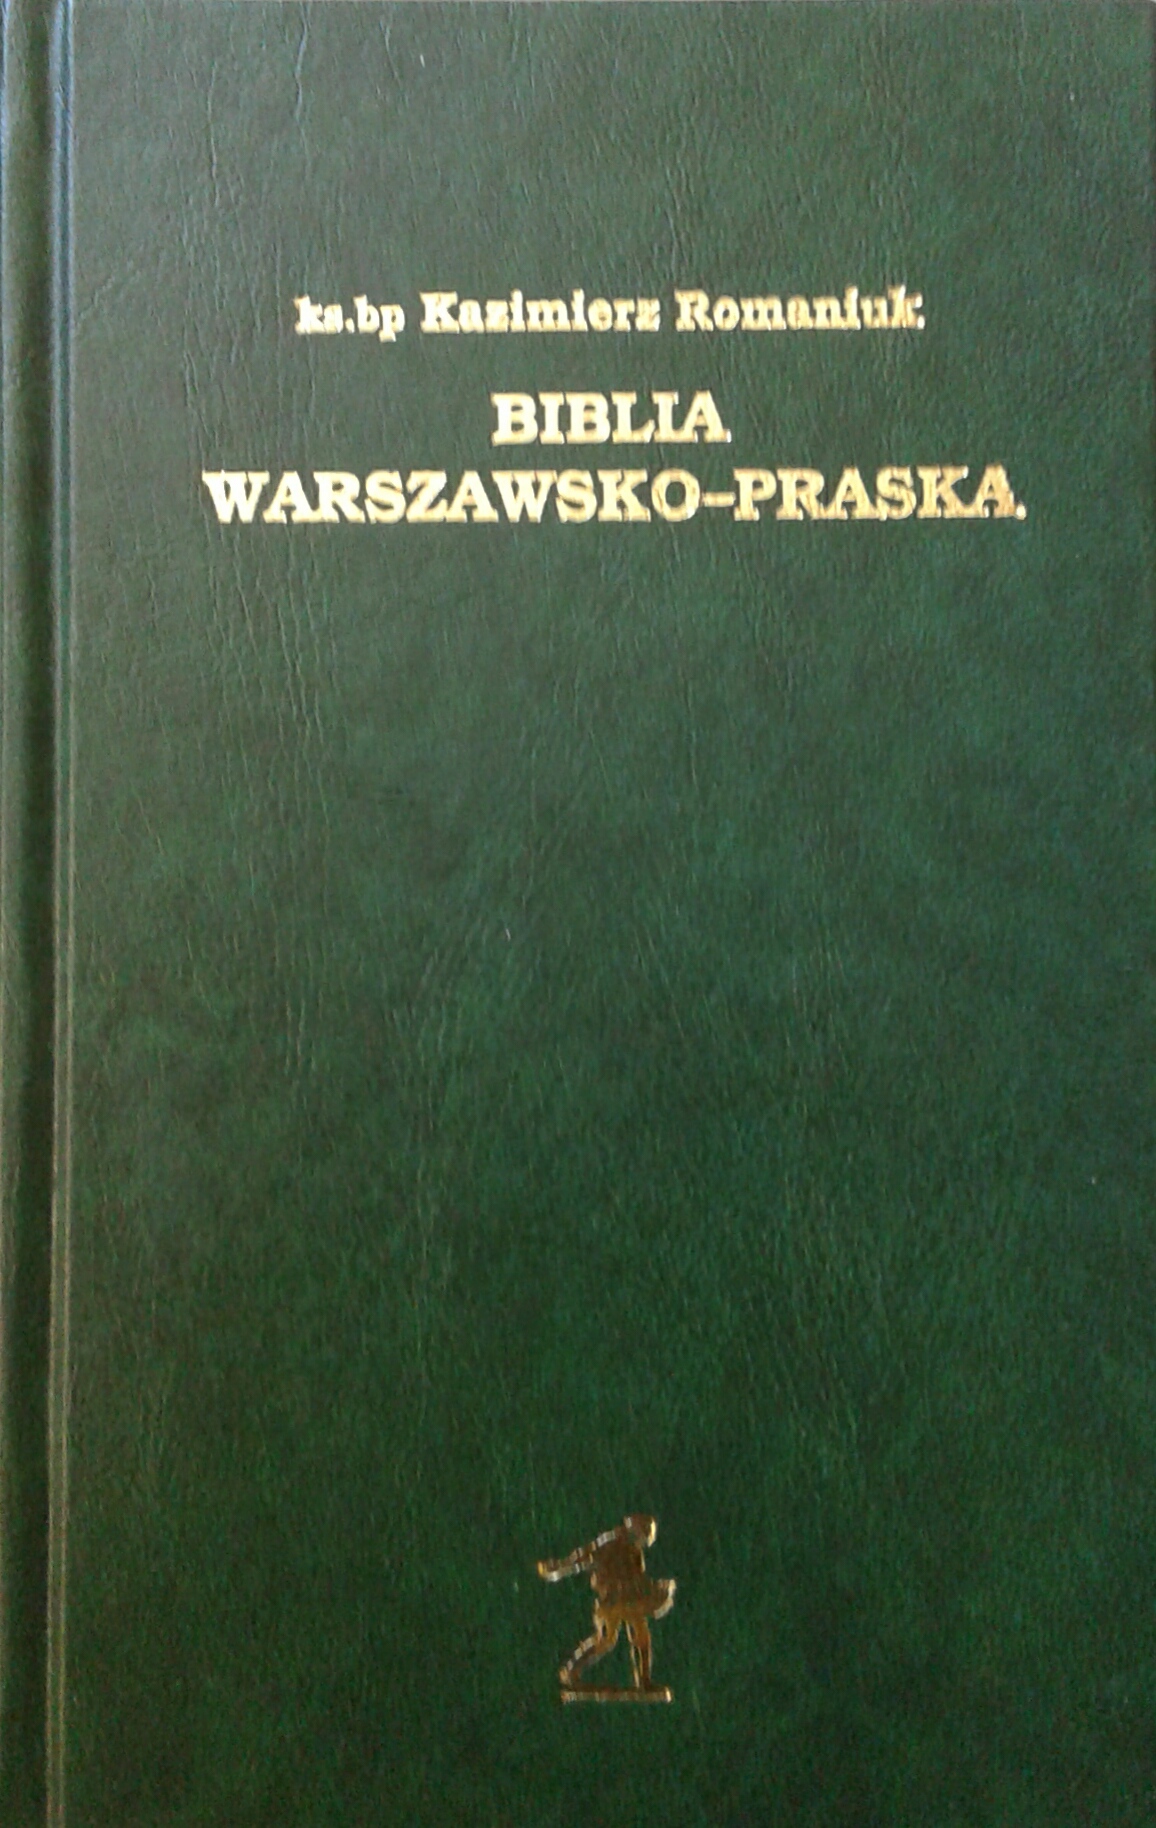 ks.bp Kazimierz Romaniuk
BIBLIA
WARSZAWSKO-PRASKA